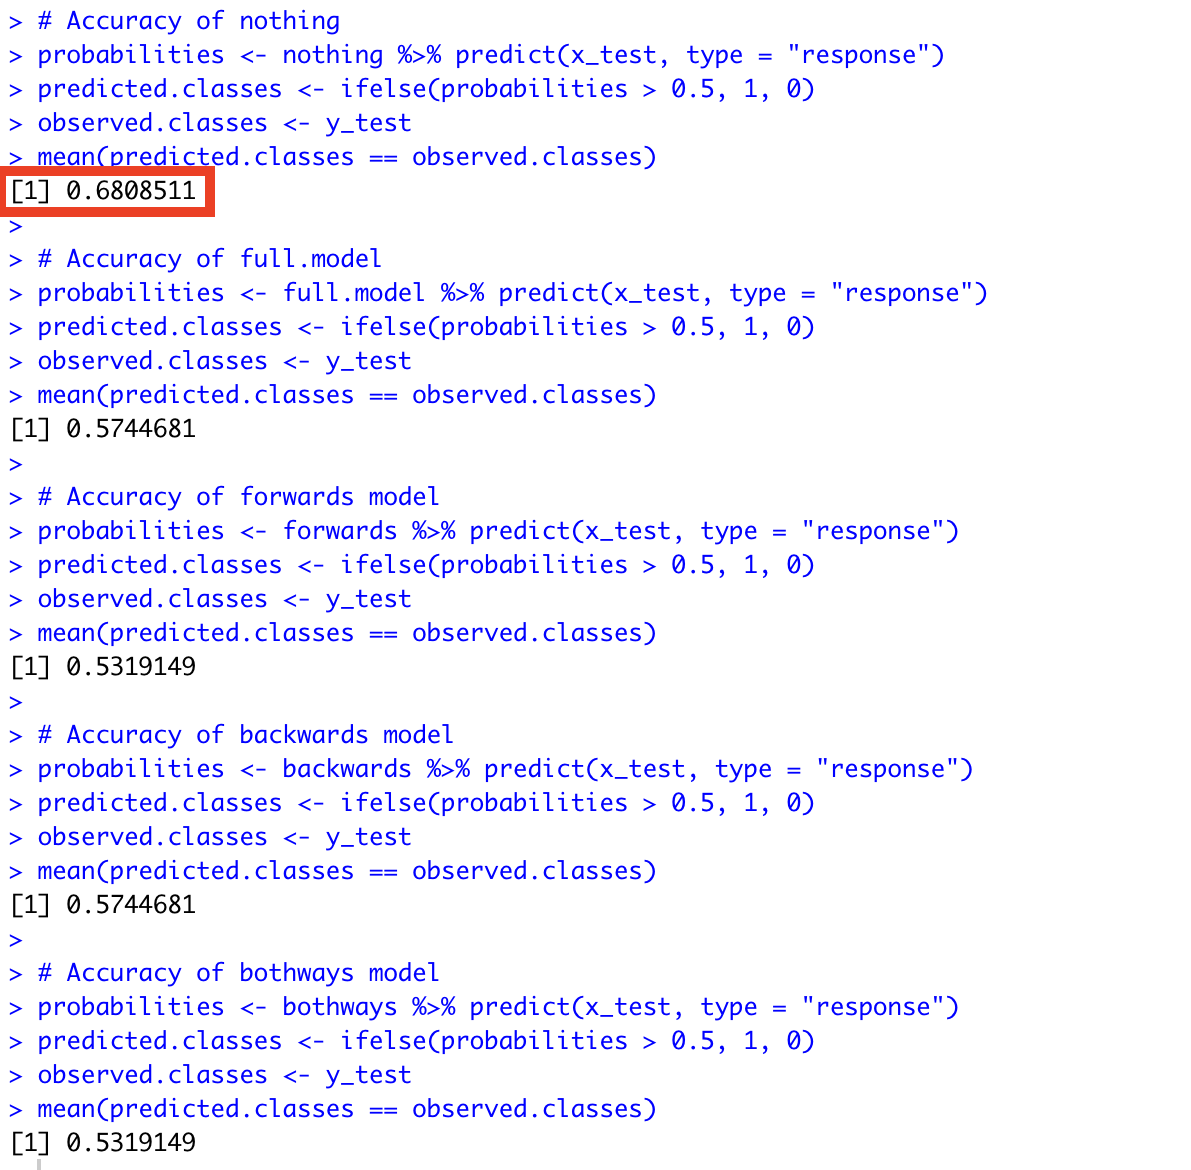 > # Accuracy of nothing
> probabilities <- nothing %>% predict(x_test, type = "response")
> predicted.classes <- ifelse(probabilities > 0.5, 1, 0)
> observed.classes <- y_test
> mean(predicted.classes == observed.classes)
[1] 0.6808511
>
> # Accuracy of full.model
> probabilities <- full.model %>% predict(x_test, type = "response")
> predicted.classes <- ifelse(probabilities > 0.5, 1, 0)
> observed.classes <- y_test
> mean(predicted.classes == observed.classes)
[1] 0.5744681
>
> # Accuracy of forwards model
> probabilities <- forwards %>% predict(x_test, type = "response")
> predicted.classes <- ifelse(probabilities > 0.5, 1, 0)
> observed.classes <- y_test
> mean(predicted.classes == observed.classes)
[1] 0.5319149
>
> # Accuracy of backwards model
> probabilities <- backwards %>% predict(x_test, type = "response")
> predicted.classes <- ifelse(probabilities > 0.5, 1, 0)
> observed.classes <- y_test
> mean(predicted.classes == observed.classes)
[1] 0.5744681
>
> # Accuracy of bothways model
> probabilities <- bothways %>% predict(x_test, type = "response")
> predicted.classes <- ifelse(probabilities > 0.5, 1, 0)
> observed.classes <- y_test
> mean(predicted.classes == observed.classes)
[1] 0.5319149